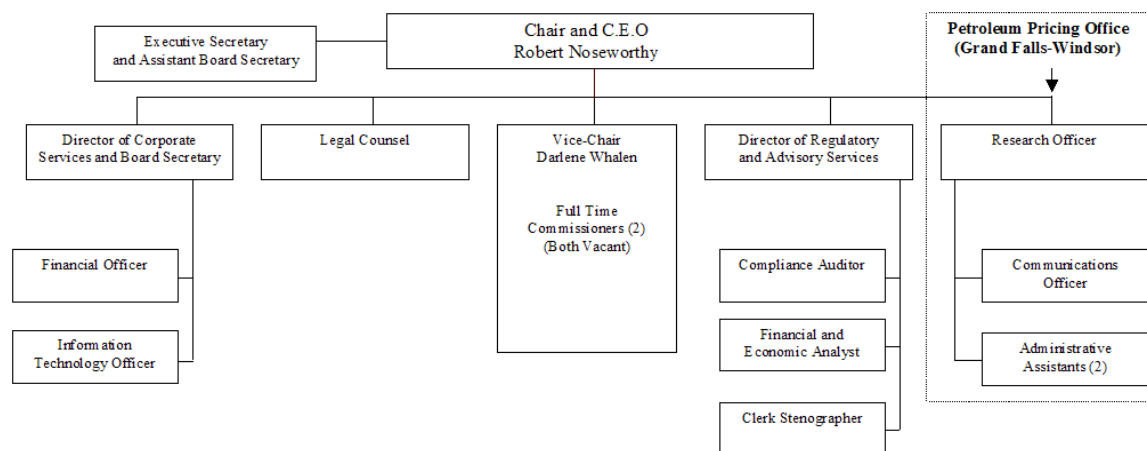 Chair and C.E.O
Robert Noseworthy
Executive Secretary
and Assistant Board Secretary
Petroleum Pricing Office
(Grand Falls-Windsor)
Director of Corporate
Services and Board Secretary
Legal Counsel
Vice-Chair
Darlene Whalen
Full Time
Commissioners (2)
(Both Vacant)
Director of Regulatory
and Advisory Services
Research Officer
Financial Officer
Information
Technology Officer
Compliance Auditor
Financial and
Economic Analyst
Clerk Stenographer
Communications
Officer
Administrative
Assistants (2)